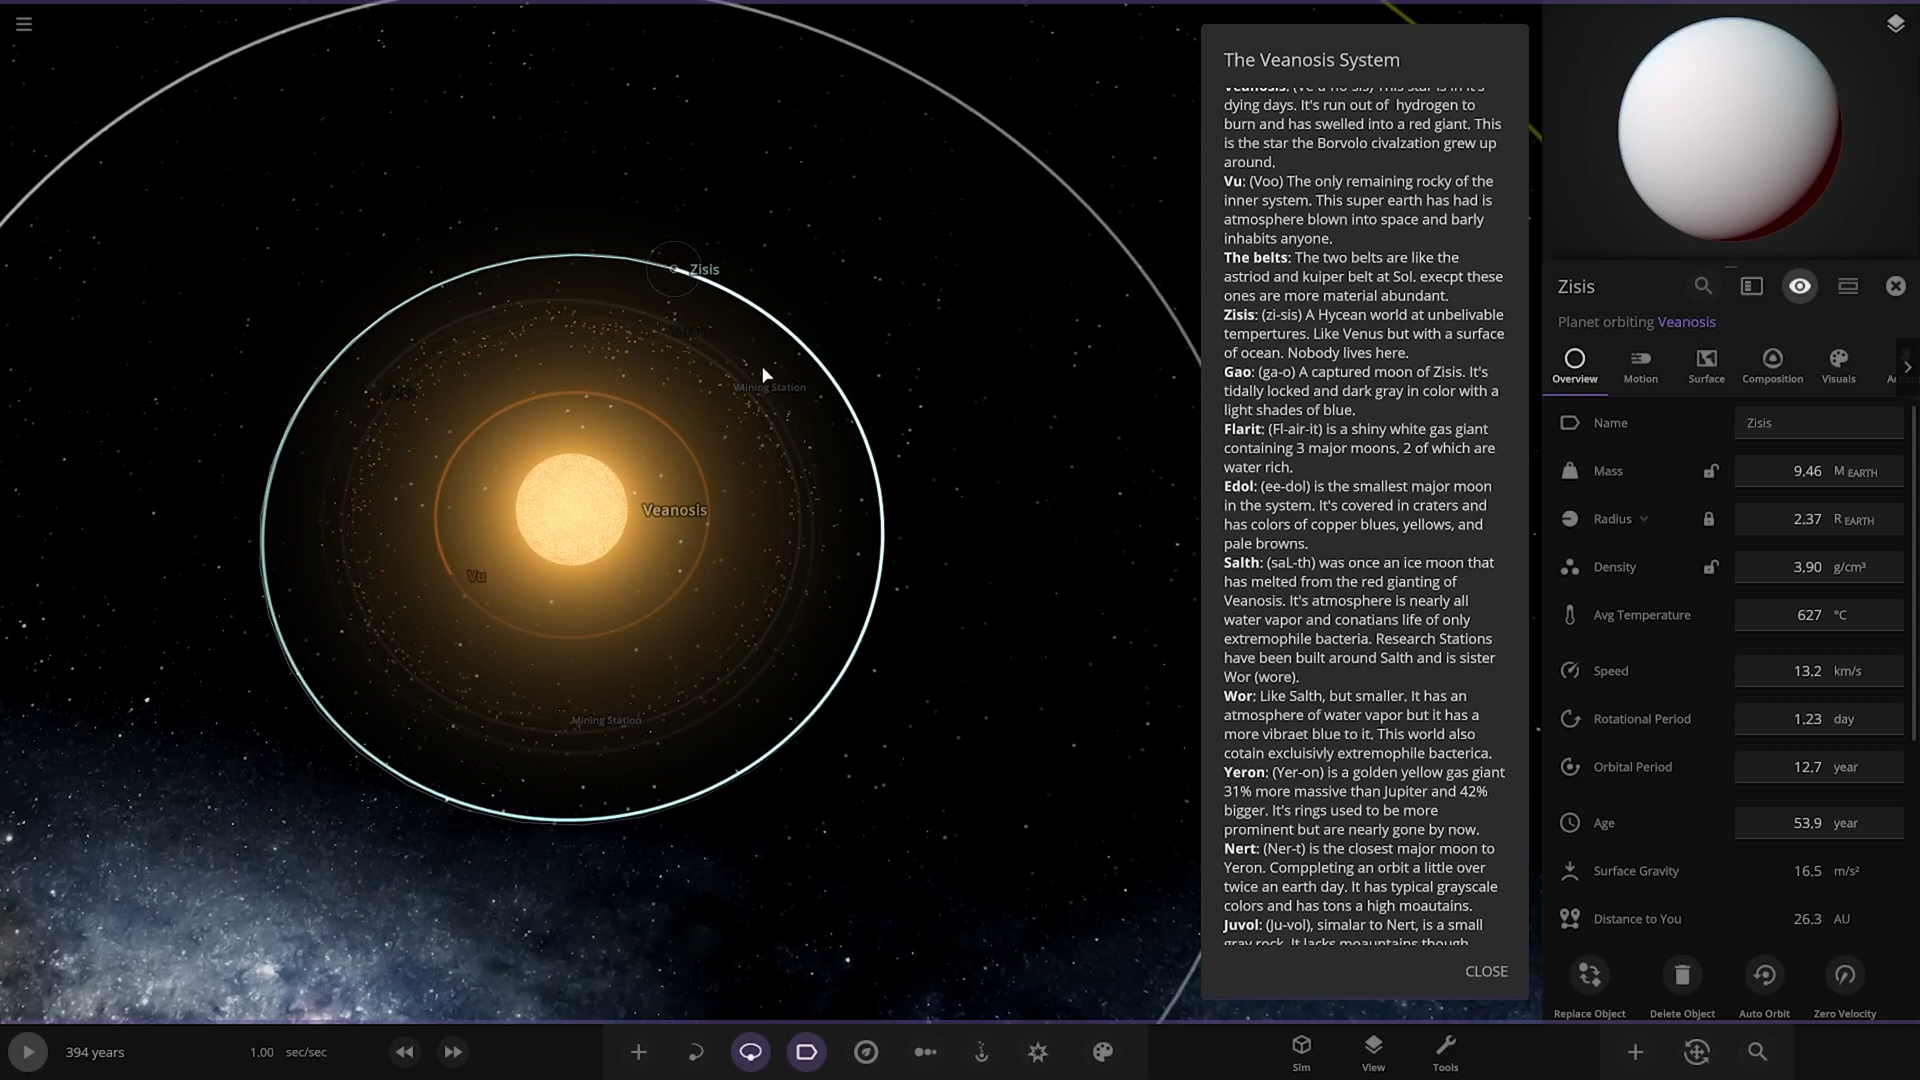 The Veanosis System
Veanosis: (Ve-a-no-sis) This star is in it's
dying days. It's run out of hydrogen to
burn and has swelled into a red giant. This
is the star the Borvolo civalzation grew up
around.
Vu: (Voo) The only remaining rocky of the
inner system. This super earth has had is
atmosphere blown into space and barly
inhabits anyone.
The belts: The two belts are like the
astriod and kuiper belt at Sol. execpt these
ones are more material abundant.
Zisis: (zi-sis) A Hycean world at unbelivable
tempertures. Like Venus but with a surface
of ocean. Nobody lives here.
Gao: (ga-o) A captured moon of Zisis. It's
tidally locked and dark gray in color with a
light shades of blue.
Flarit: (Fl-air-it) is a shiny white gas giant
containing 3 major moons. 2 of which are
water rich.
Edol: (ee-dol) is the smallest major moon
in the system. It's covered in craters and
has colors of copper blues, yellows, and
pale browns.
Salth: (saL-th) was once an ice moon that
has melted from the red gianting of
Veanosis. It's atmosphere is nearly all
water vapor and conatians life of only
extremophile bacteria. Research Stations
have been built around Salth and is sister
Wor (wore).
Wor: Like Salth, but smaller. It has an
atmosphere of water vapor but it has a
more vibraet blue to it. This world also
cotain excluisivly extremophile bacterica.
Yeron: (Yer-on) is a golden yellow gas giant
31% more massive than Jupiter and 42%
bigger. It's rings used to be more
prominent but are nearly gone by now.
Nert: (Ner-t) is the closest major moon to
Yeron. Comppleting an orbit a little over
twice an earth day. It has typical grayscale
colors and has tons a high moautains.
Juvol: (Ju-vol), simalar to Nert, is a small
gray rock. It lacks moauntains though
CLOSE
Zisis
Mining Station
Veanosis
Vu
Mining Station
Zisis
Planet orbiting Veanosis
Overview
Motion
Surface
Composition
Visuals
Name Zisis
Mass 9.46 M EARTH
Radius 2.37 R EARTH
Density 3.90 g/cm³
Avg Temperature 627 °C
Speed 13.2 km/s
Rotational Period 1.23 day
Orbital Period 12.7 year
Age 53.9 year
Surface Gravity 16.5 m/s²
Distance to You 26.3 AU
Replace Object
Delete Object
Auto Orbit
Zero Velocity
394 years
1.00 sec/sec
Sim
View
Tools